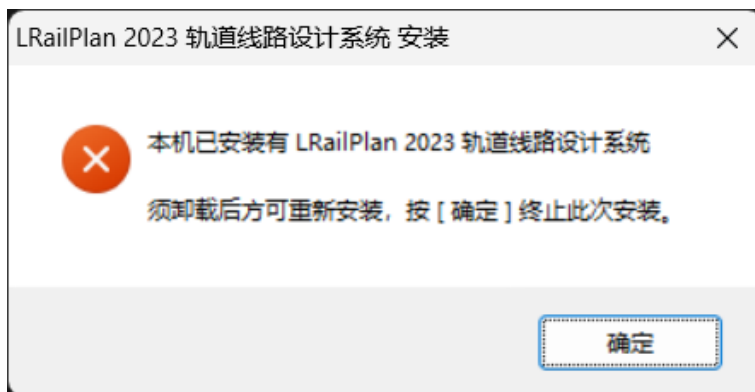 LRailPlan 2023 轨道线路设计系统 安装
本机已安装有 LRailPlan 2023 轨道线路设计系统
须卸载后方可重新安装，按 [ 确定 ] 终止此次安装。
确定